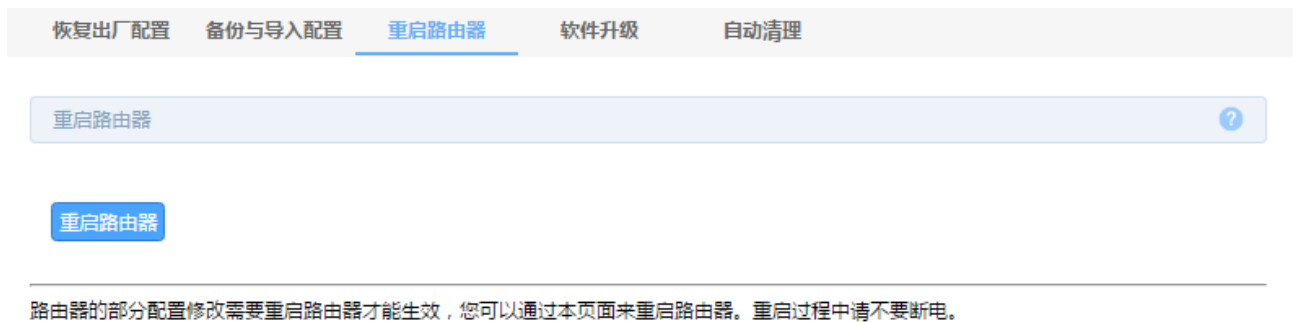 恢复出厂配置 备份与导入配置 重启路由器 软件升级 自动清理
重启路由器 ?
重启路由器
路由器的部分配置修改需要重启路由器才能生效，您可以通过本页面来重启路由器。重启过程中请不要断电。